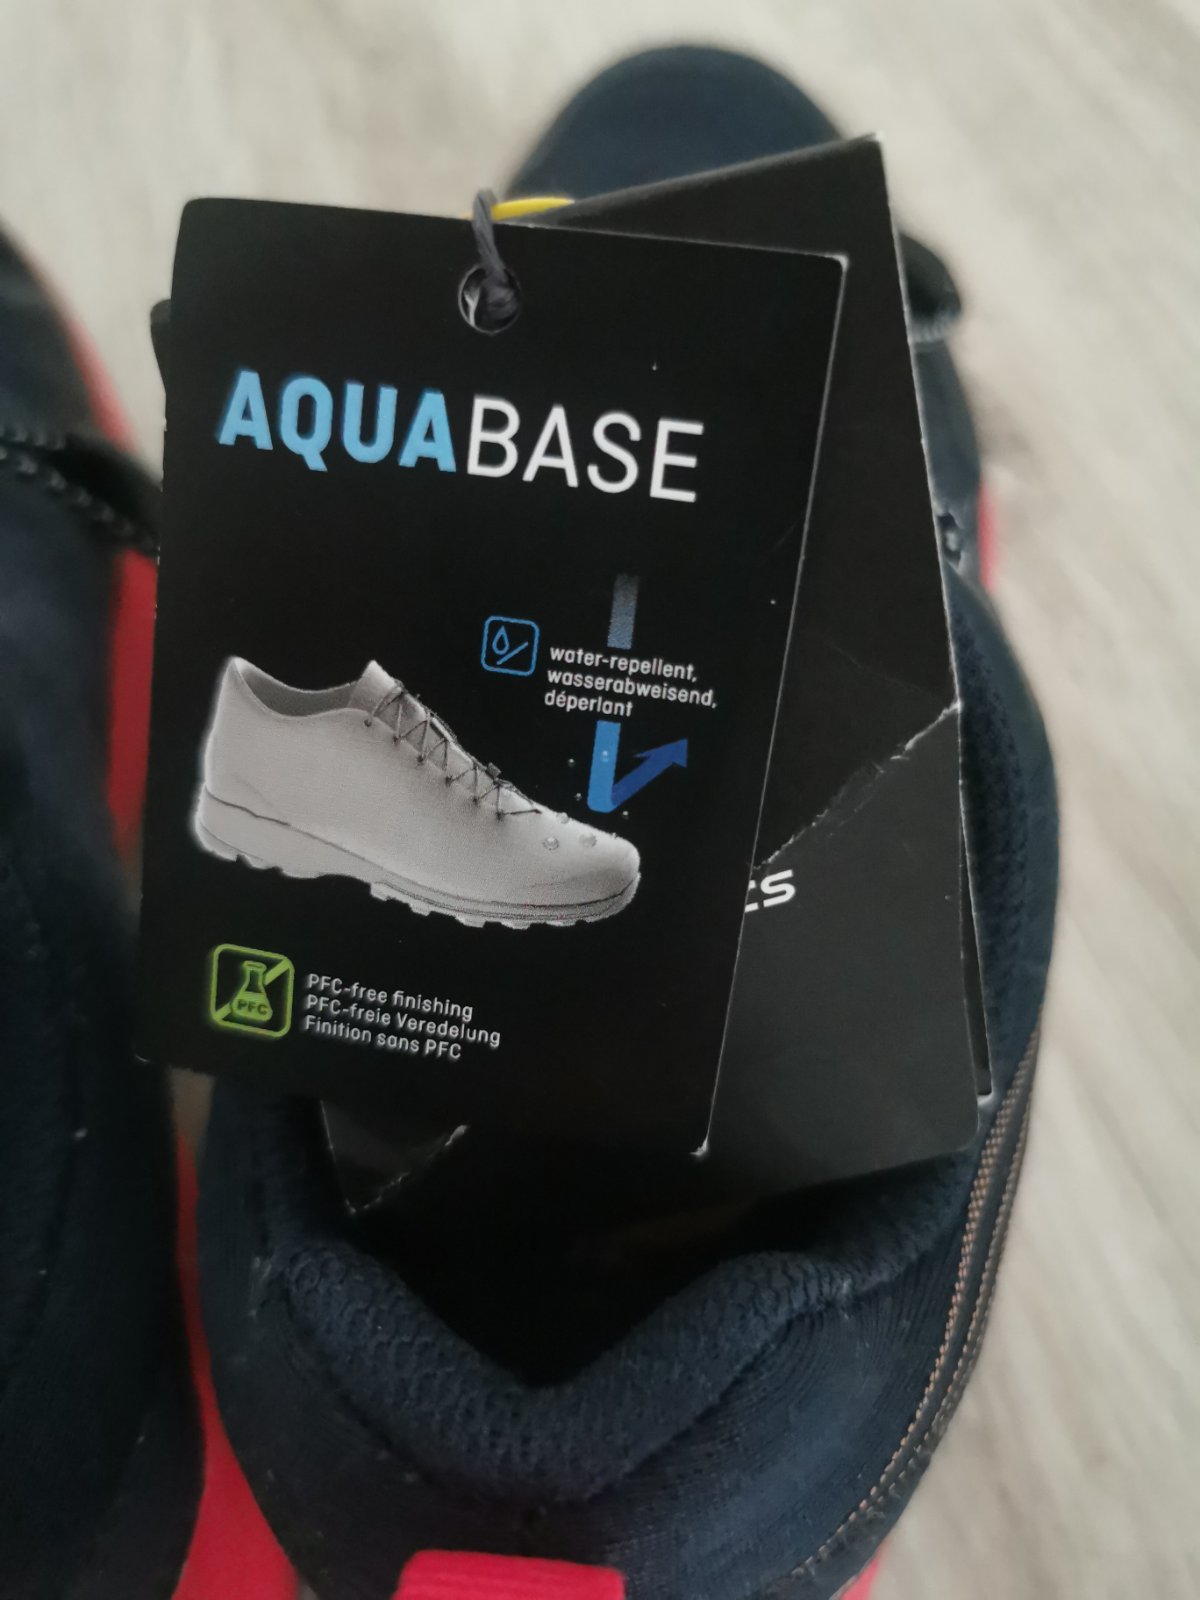 AQUABASE
water-repellent,
wasserabweisend,
déperlant
PFC
PFC-free finishing
PFC-freie Veredelung
Finition sans PFC